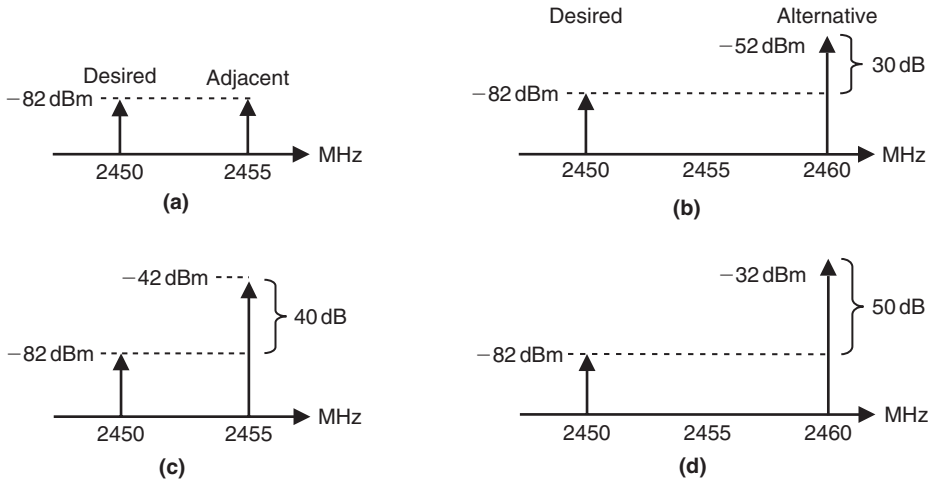 Desired
Adjacent
−82 dBm
MHz
2450
2455
(a)
Desired
Alternative
−52 dBm
30 dB
−82 dBm
MHz
2450
2455
2460
(b)
−42 dBm
40 dB
−82 dBm
MHz
2450
2455
(c)
−32 dBm
50 dB
−82 dBm
MHz
2450
2455
2460
(d)